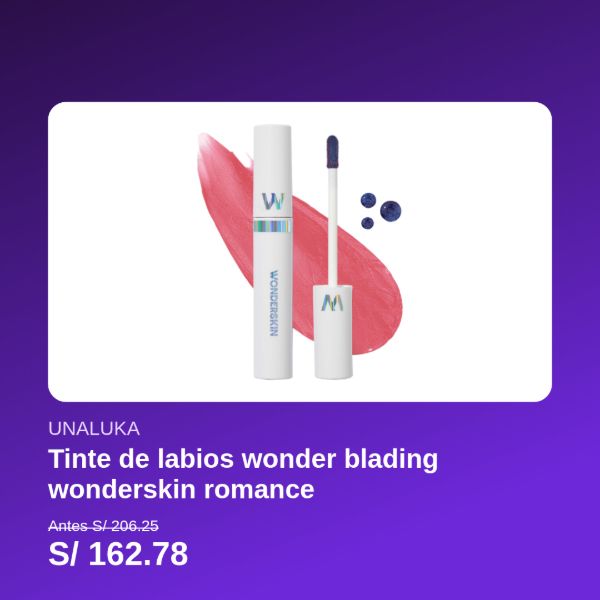 W
WONDERSKIN
W
UNALUKA
Tinte de labios wonder blading
wonderskin romance
Antes S/ 206.25
S/ 162.78